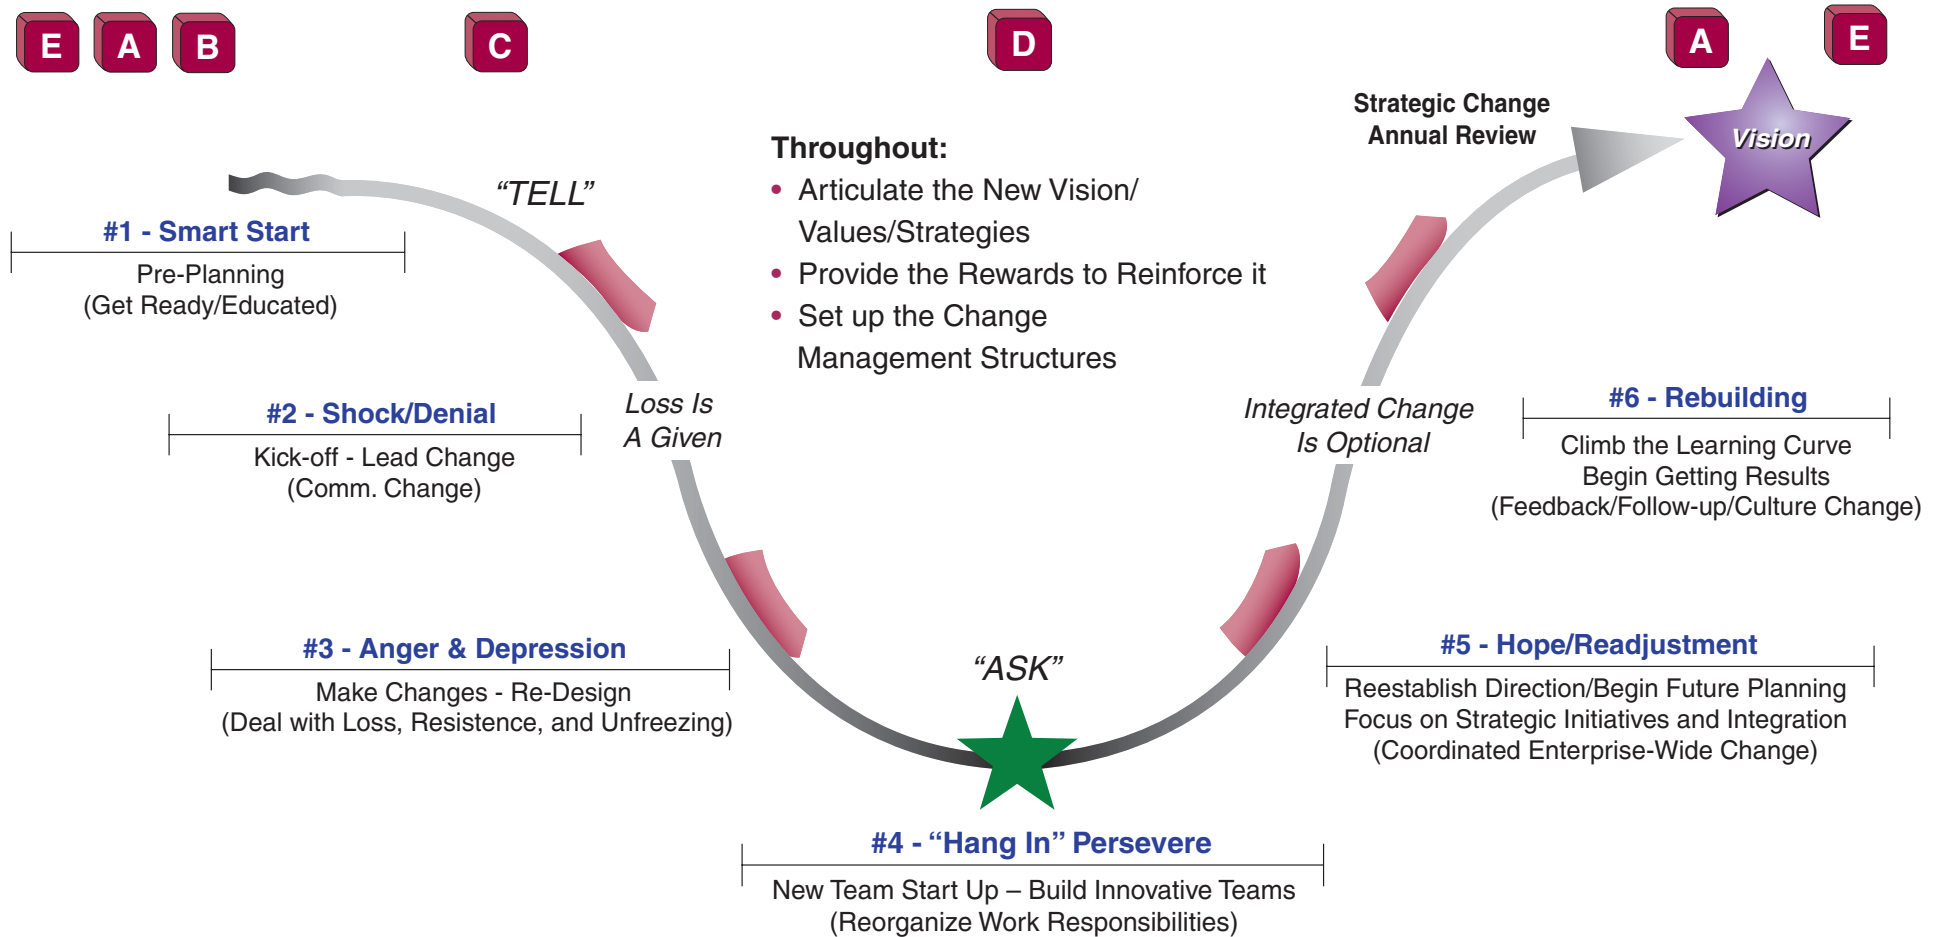 E A B C D A E
Strategic Change
Annual Review
Vision
Throughout:
• Articulate the New Vision/
Values/Strategies
• Provide the Rewards to Reinforce it
• Set up the Change
Management Structures
“TELL”
#1 - Smart Start
Pre-Planning
(Get Ready/Educated)
#2 - Shock/Denial
Kick-off - Lead Change
(Comm. Change)
Loss Is
A Given
#3 - Anger & Depression
Make Changes - Re-Design
(Deal with Loss, Resistence, and Unfreezing)
“ASK”
#4 - “Hang In” Persevere
New Team Start Up – Build Innovative Teams
(Reorganize Work Responsibilities)
#5 - Hope/Readjustment
Reestablish Direction/Begin Future Planning
Focus on Strategic Initiatives and Integration
(Coordinated Enterprise-Wide Change)
Integrated Change
Is Optional
#6 - Rebuilding
Climb the Learning Curve
Begin Getting Results
(Feedback/Follow-up/Culture Change)